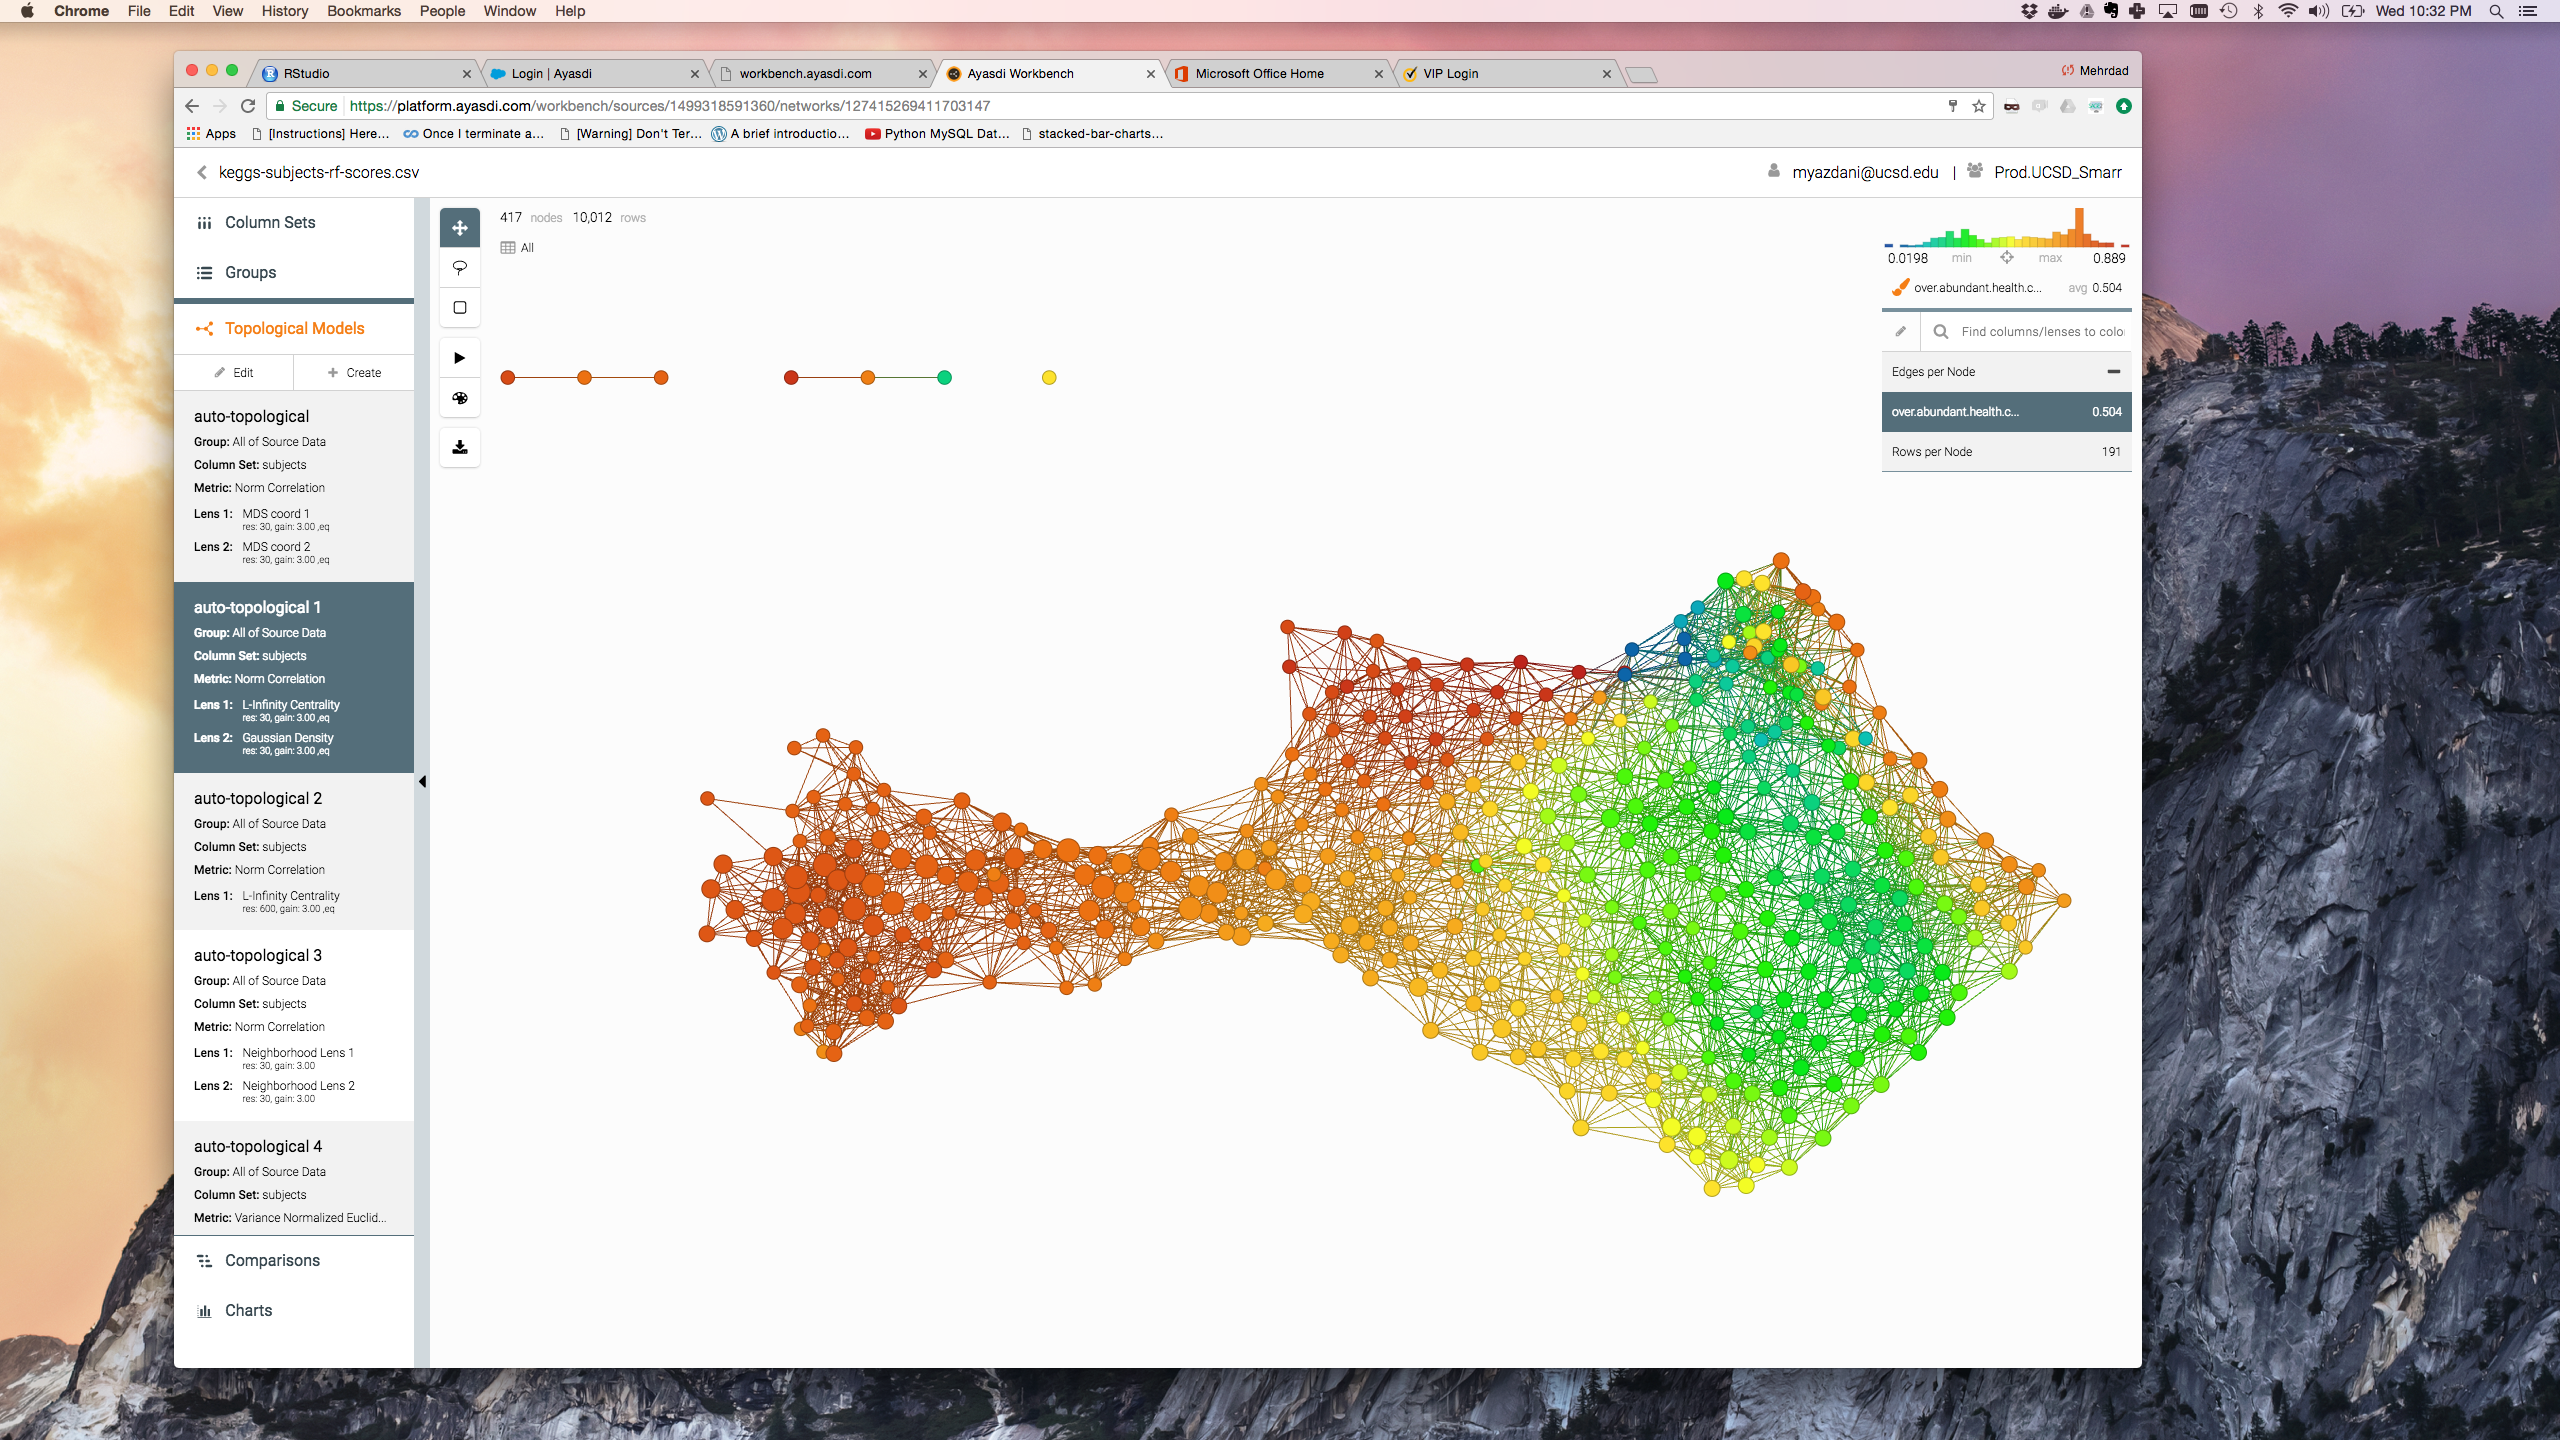 Chrome File Edit View History Bookmarks People Window Help
Wed 10:32 PM
RStudio
Login | Ayasdi
workbench.ayasdi.com
Ayasdi Workbench
Microsoft Office Home
VIP Login
Mehrdad
Secure https://platform.ayasdi.com/workbench/sources/1499318591360/networks/127415269411703147
Apps
[Instructions] Here...
Once I terminate a...
[Warning] Don't Ter...
A brief introductio...
Python MySQL Dat...
stacked-bar-charts...
keggs-subjects-rf-scores.csv
myazdani@ucsd.edu | Prod.UCSD_Smarr
Column Sets
Groups
Topological Models
Edit
Create
auto-topological
Group: All of Source Data
Column Set: subjects
Metric: Norm Correlation
Lens 1: MDS coord 1
res: 30, gain: 3.00 ,eq
Lens 2: MDS coord 2
res: 30, gain: 3.00 ,eq
auto-topological 1
Group: All of Source Data
Column Set: subjects
Metric: Norm Correlation
Lens 1: L-Infinity Centrality
res: 30, gain: 3.00 ,eq
Lens 2: Gaussian Density
res: 30, gain: 3.00 ,eq
auto-topological 2
Group: All of Source Data
Column Set: subjects
Metric: Norm Correlation
Lens 1: L-Infinity Centrality
res: 600, gain: 3.00 ,eq
auto-topological 3
Group: All of Source Data
Column Set: subjects
Metric: Norm Correlation
Lens 1: Neighborhood Lens 1
res: 30, gain: 3.00
Lens 2: Neighborhood Lens 2
res: 30, gain: 3.00
auto-topological 4
Group: All of Source Data
Column Set: subjects
Metric: Variance Normalized Euclid...
Comparisons
Charts
417 nodes 10,012 rows
All
0.0198 min max 0.889
over.abundant.health.c... avg 0.504
Find columns/lenses to colo
Edges per Node
over.abundant.health.c... 0.504
Rows per Node 191